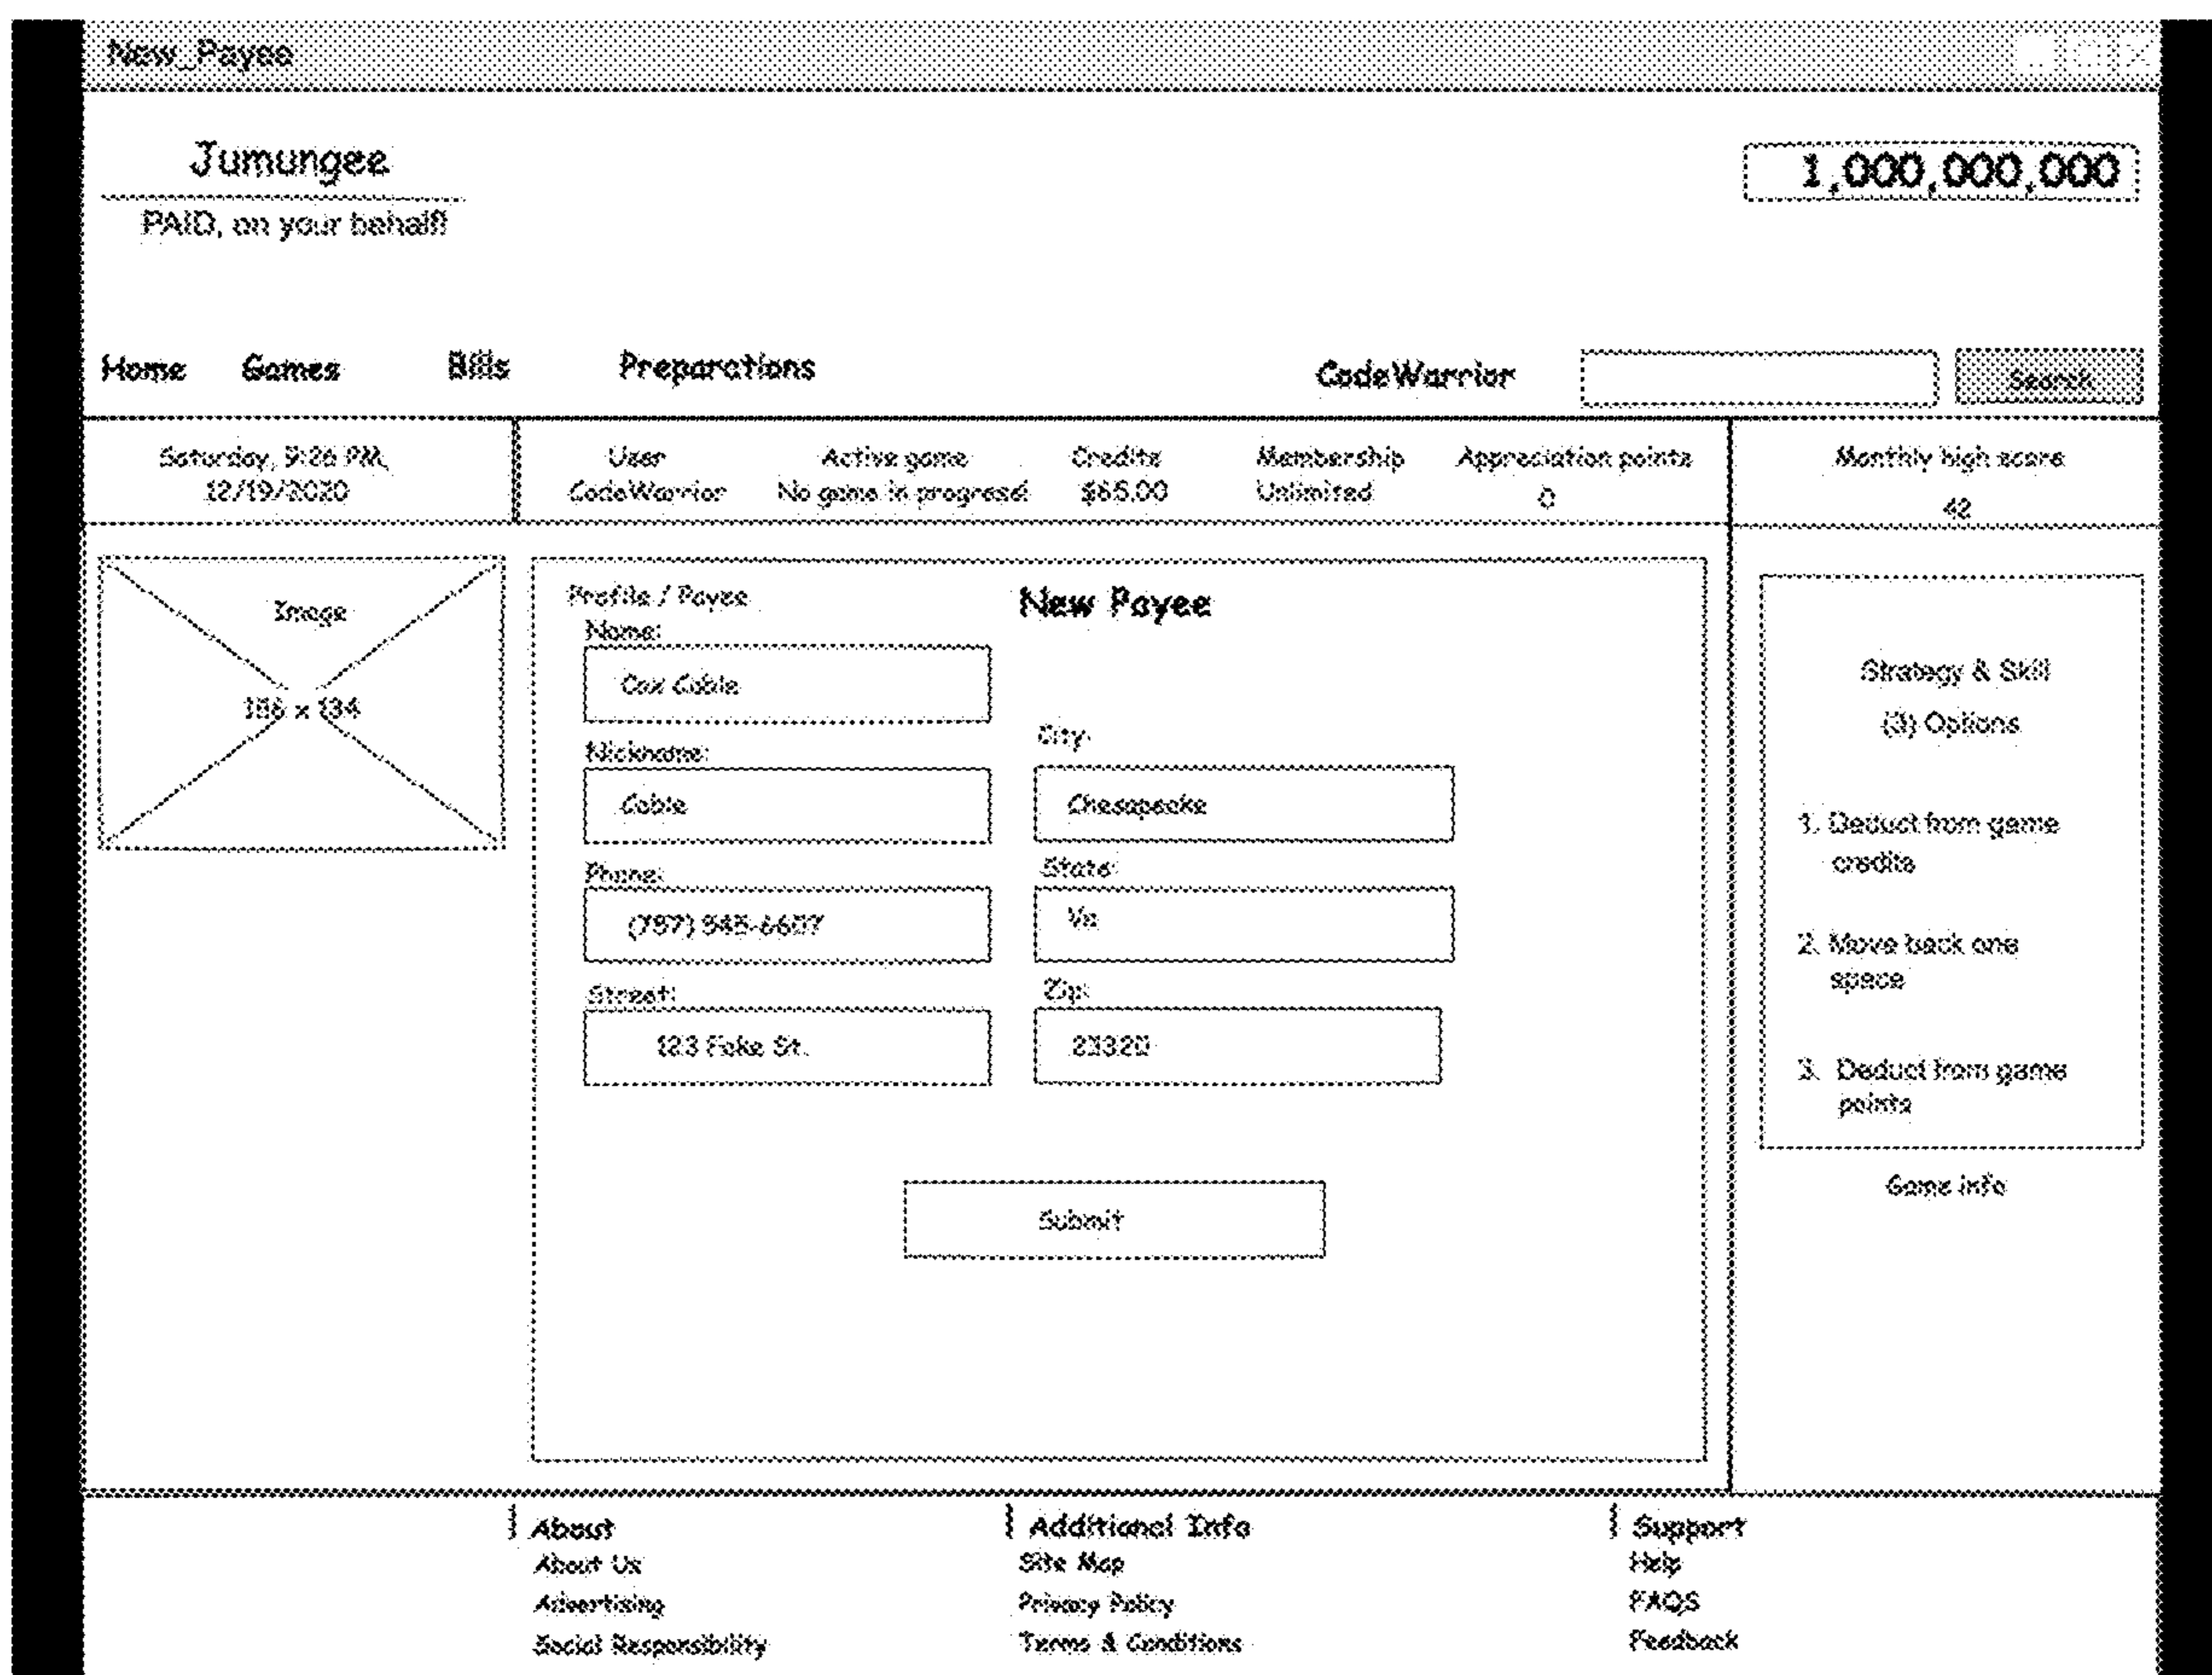 New_Payee
Jumungee
1,000,000,000
PAID, on your behalf!
Home Games Bills Preparations CodeWarrior Search
Saturday, 9:26 PM,
12/19/2020
User Active game Credits Membership Appreciation points
CodeWarrior No game in progress! $65.00 Unlimited 0
Monthly high score
42
Image
186 x 134
Profile / Payee
New Payee
Name:
Cox Cable
Nickname:
Cable
Phone:
(757) 545-6607
Street:
123 Fake St.
City:
Chesapeake
State:
Va
Zip:
23320
Submit
Strategy & Skill
(3) Options
1. Deduct from game
credits
2. Move back one
space
3. Deduct from game
points
Game info
About
About Us
Advertising
Social Responsibility
Additional Info
Site Map
Privacy Policy
Terms & Conditions
Support
Help
FAQS
Feedback